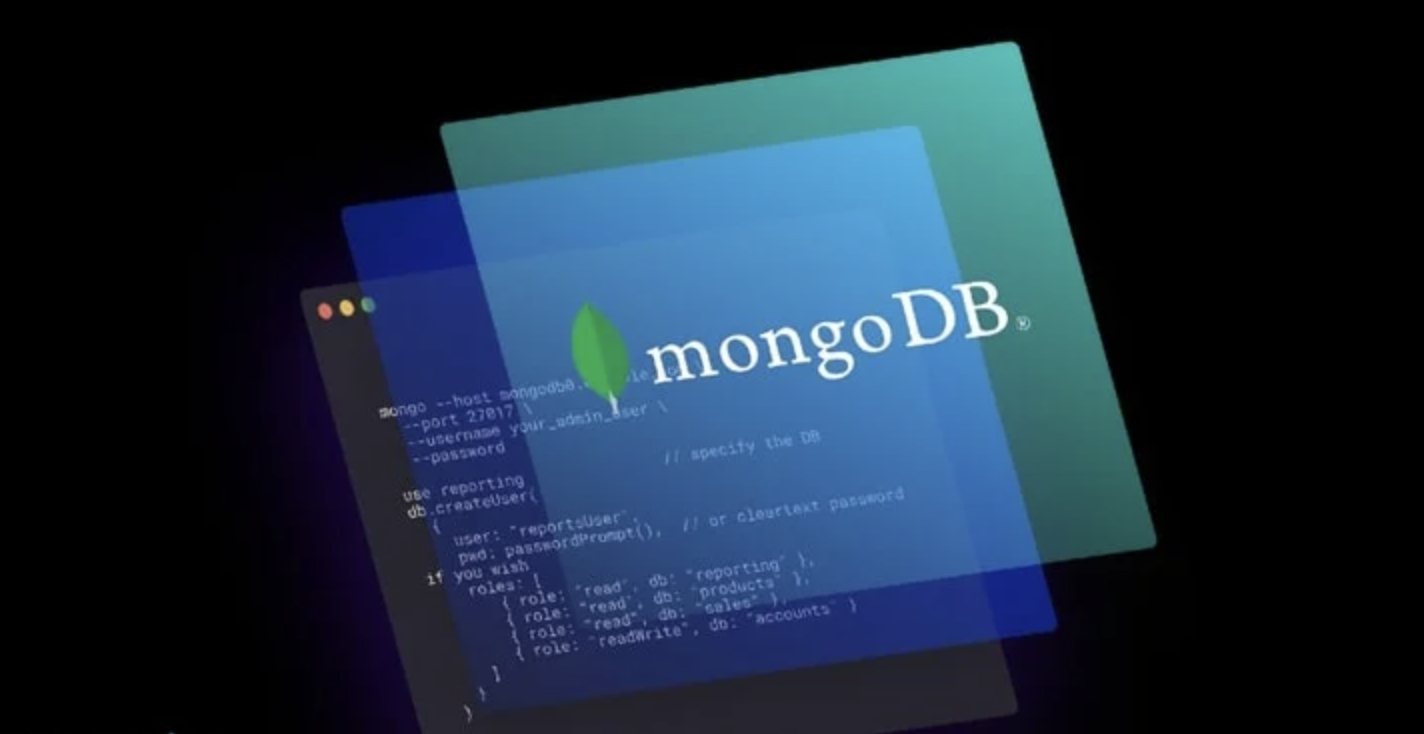 mongoDB®
mongo --host mongodb0.
--port 27017 \
--username your_admin_user \
--password
// specify the DB
use reporting
db.createUser(
{
user: "reportsUser",
pwd: passwordPrompt(), // or cleartext password
if you wish
roles: [
{ role: "read", db: "reporting" },
{ role: "read", db: "products" },
{ role: "read", db: "sales" },
{ role: "readWrite", db: "accounts" }
]
}
)